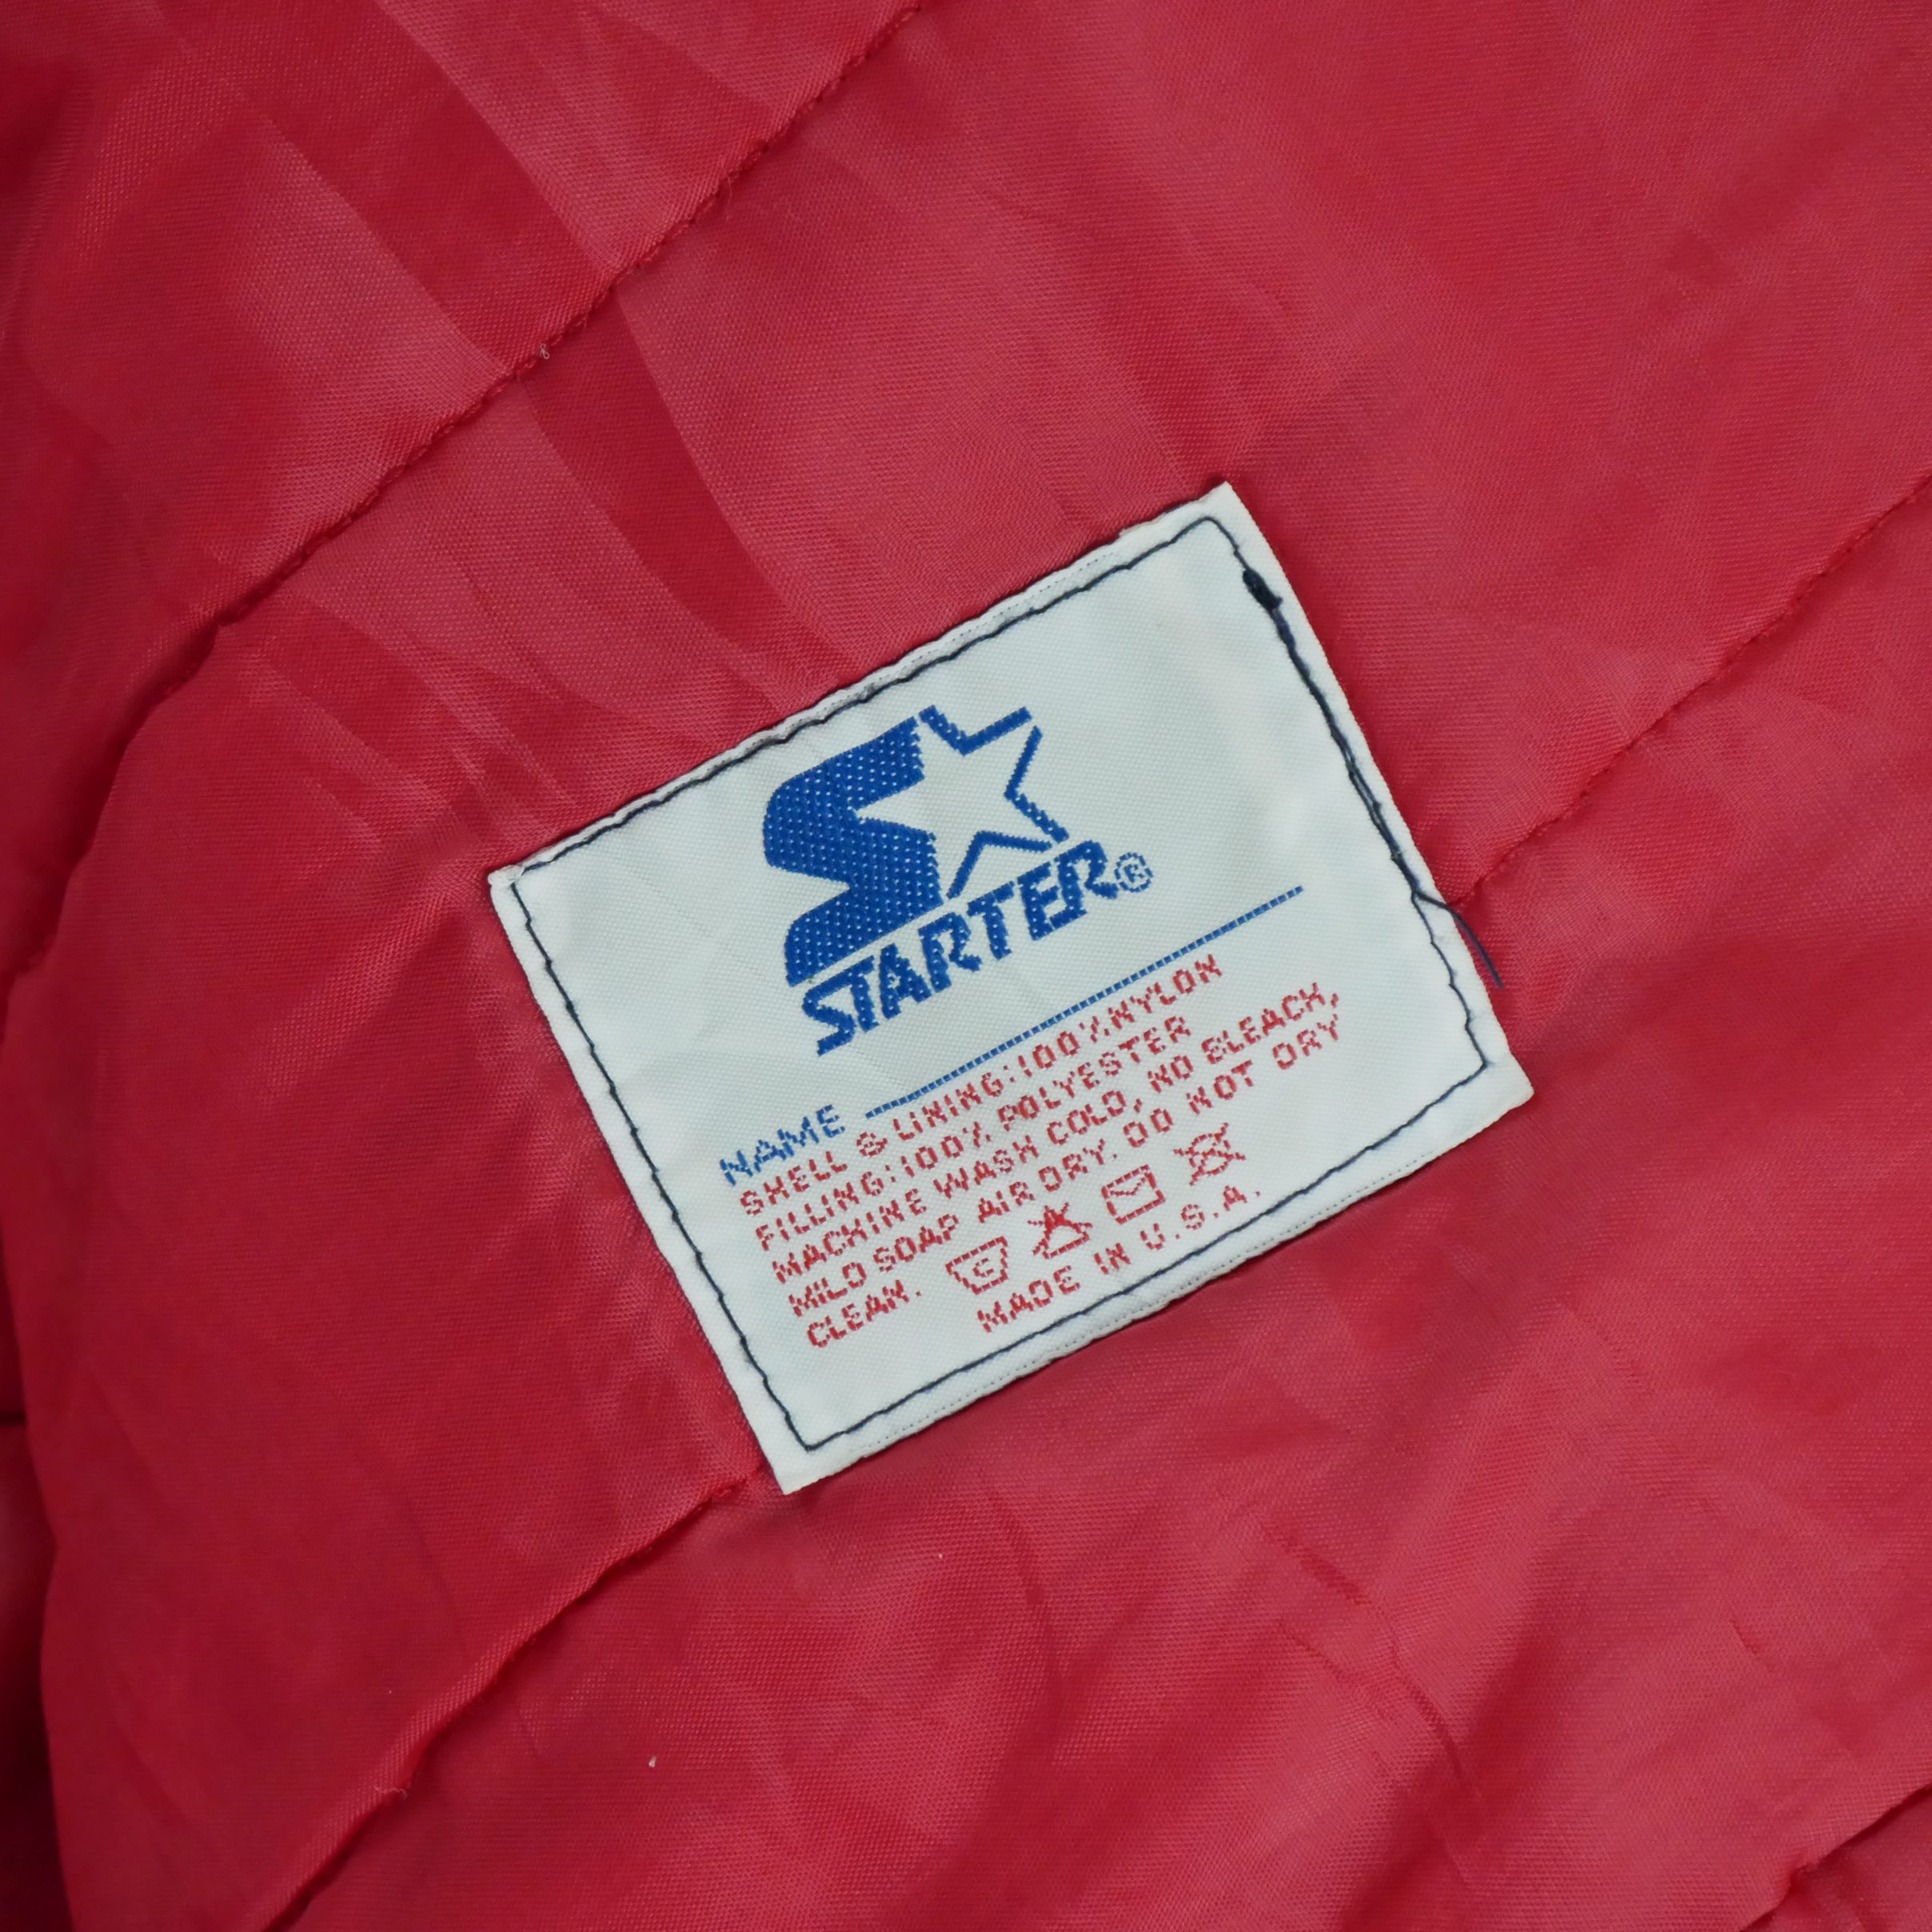 STARTER®
NAME
SHELL & LINING:100% NYLON
FILLING:100% POLYESTER
MACHINE WASH COLD, NO BLEACH,
MILD SOAP AIR DRY. DO NOT DRY
CLEAN.
MADE IN U.S.A.